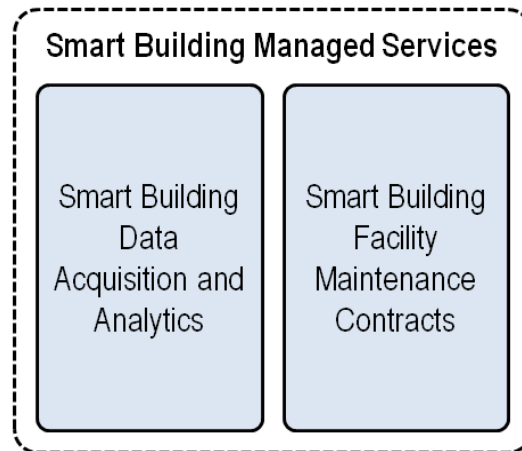 Smart Building Managed Services
Smart Building
Data
Acquisition and
Analytics
Smart Building
Facility
Maintenance
Contracts